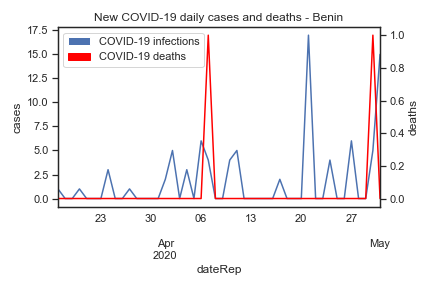 New COVID-19 daily cases and deaths - Benin
COVID-19 infections
COVID-19 deaths
17.5
15.0
12.5
10.0
7.5
5.0
2.5
0.0
cases
1.0
0.8
0.6
0.4
0.2
0.0
deaths
23 30 06 13 20 27
Apr May
2020
dateRep